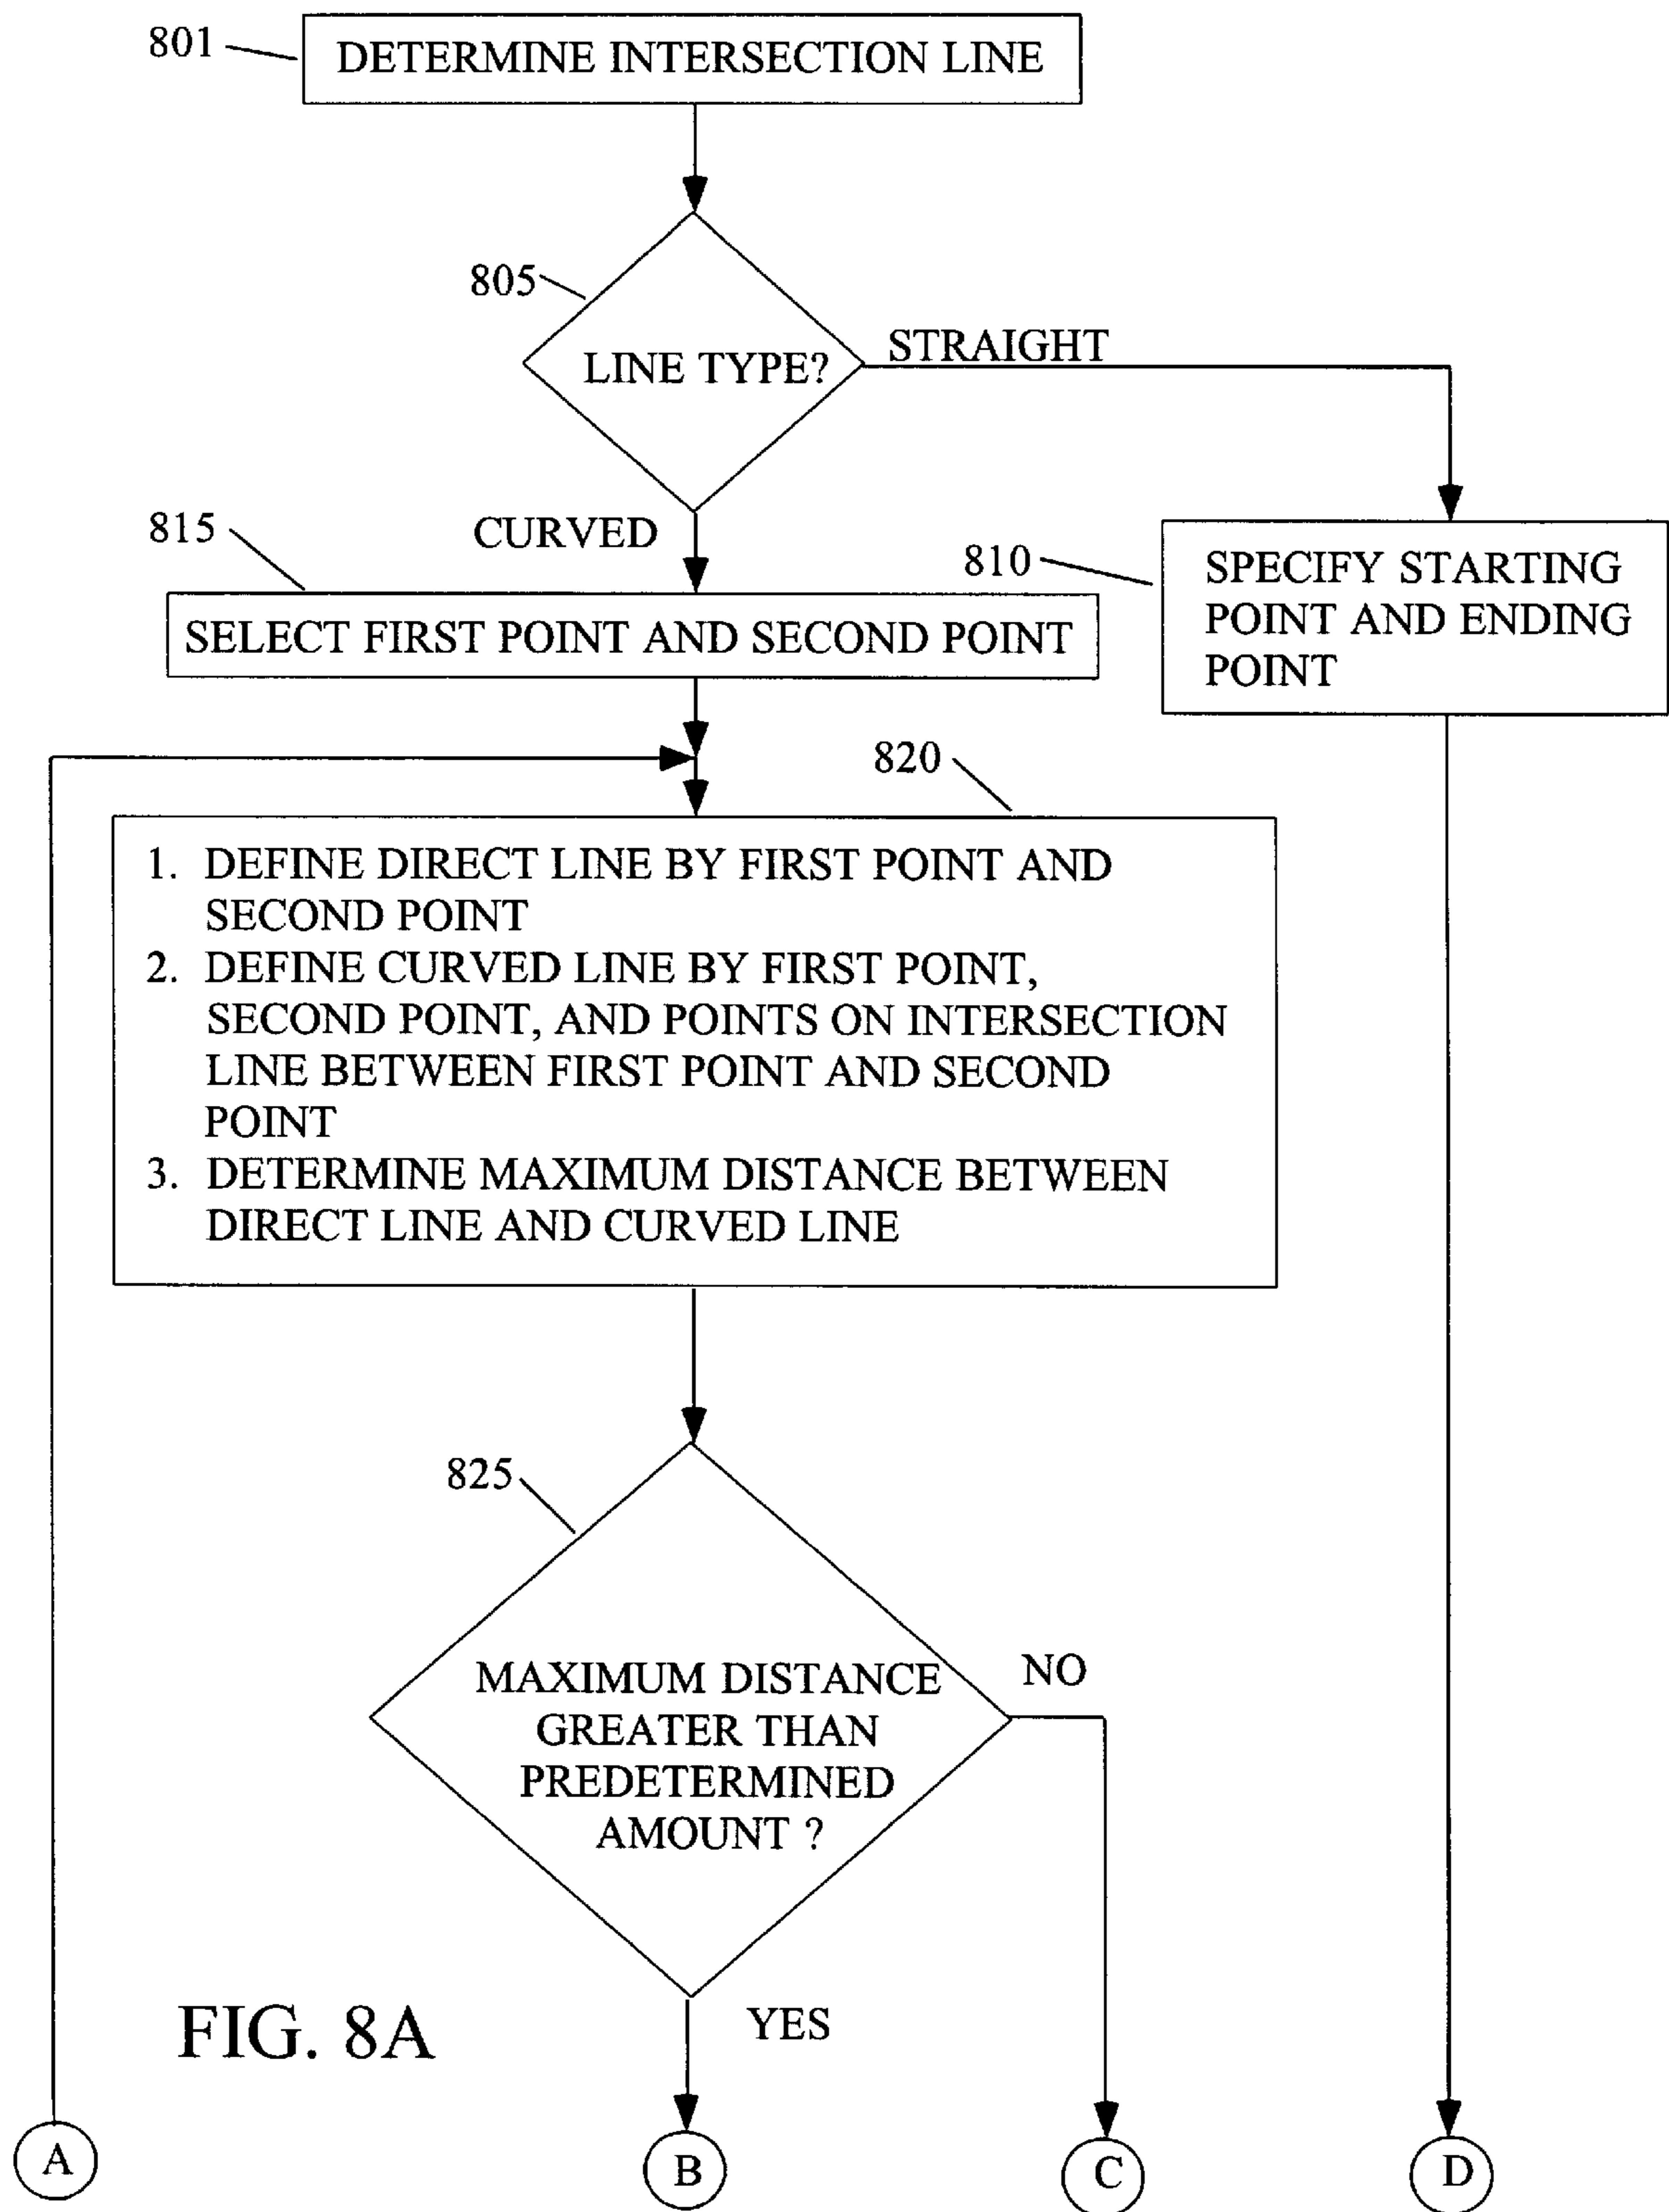 801
DETERMINE INTERSECTION LINE
805
LINE TYPE?
STRAIGHT
CURVED
815
SELECT FIRST POINT AND SECOND POINT
810
SPECIFY STARTING
POINT AND ENDING
POINT
820
1. DEFINE DIRECT LINE BY FIRST POINT AND
SECOND POINT
2. DEFINE CURVED LINE BY FIRST POINT,
SECOND POINT, AND POINTS ON INTERSECTION
LINE BETWEEN FIRST POINT AND SECOND
POINT
3. DETERMINE MAXIMUM DISTANCE BETWEEN
DIRECT LINE AND CURVED LINE
825
MAXIMUM DISTANCE
GREATER THAN
PREDETERMINED
AMOUNT ?
NO
YES
FIG. 8A
A
B
C
D